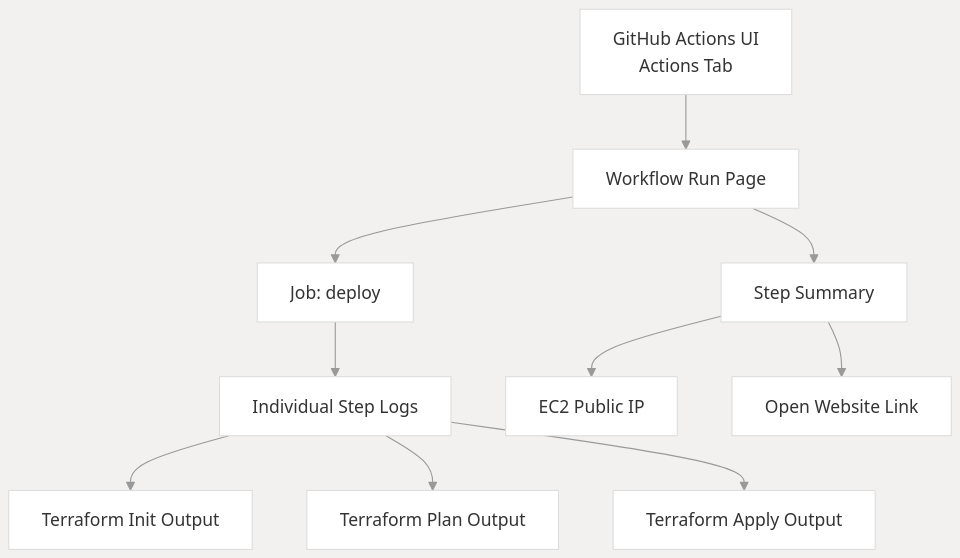 GitHub Actions UI
Actions Tab
Workflow Run Page
Job: deploy
Step Summary
Individual Step Logs
EC2 Public IP
Open Website Link
Terraform Init Output
Terraform Plan Output
Terraform Apply Output